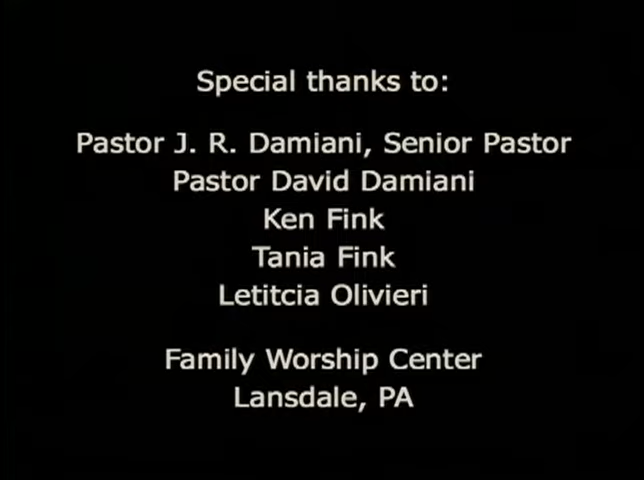 Special thanks to:
Pastor J. R. Damiani, Senior Pastor
Pastor David Damiani
Ken Fink
Tania Fink
Letitcia Olivieri
Family Worship Center
Lansdale, PA